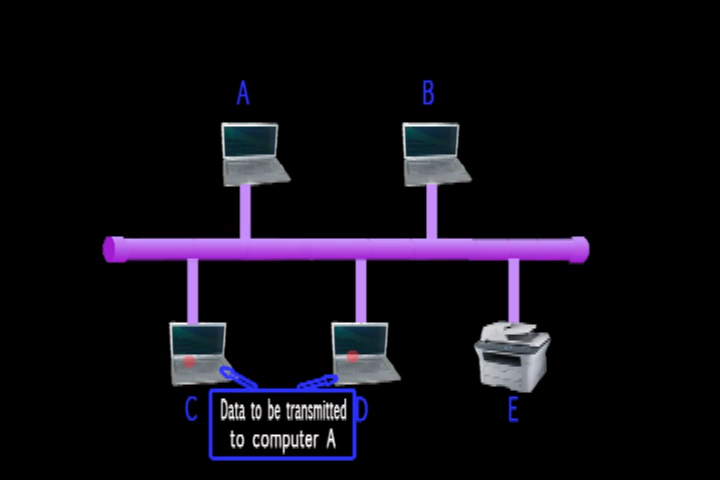 A
B
C
Data to be transmitted
to computer A
D
E